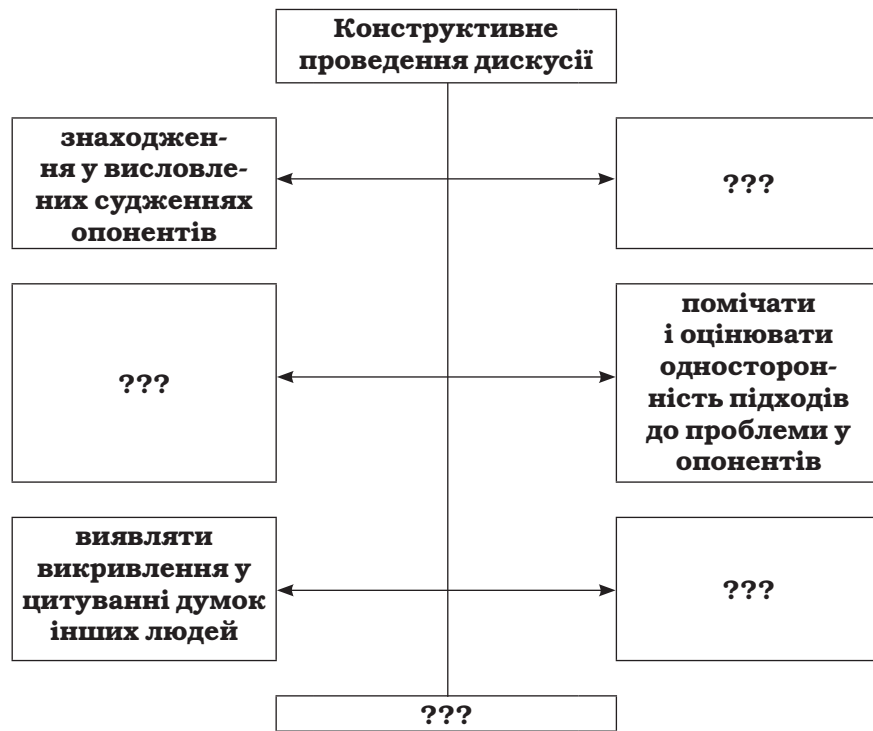 Конструктивне
проведення дискусії
знаходжен-
ня у висловле-
них судженнях
опонентів
???
???
помічати
і оцінювати
односторон-
ність підходів
до проблеми у
опонентів
виявляти
викривлення у
цитуванні думок
інших людей
???
???